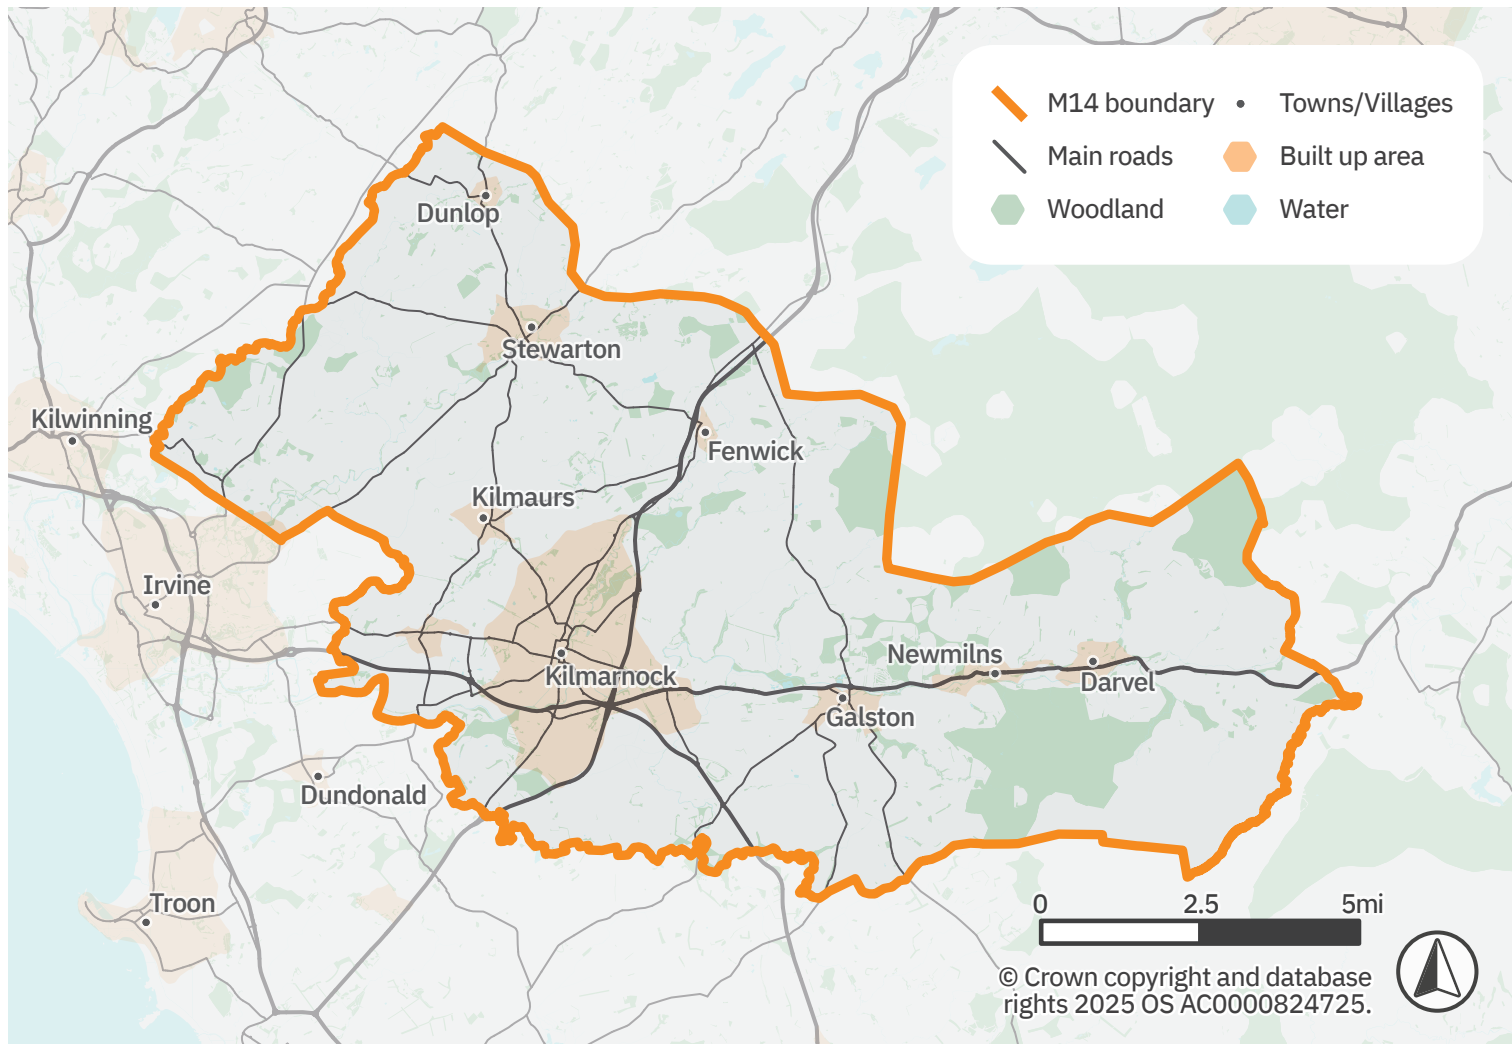 M14 boundary
Towns/Villages
Main roads
Built up area
Woodland
Water
Dunlop
Stewarton
Kilwinning
Fenwick
Kilmaurs
Irvine
Newmilns
Kilmarnock
Darvel
Galston
Dundonald
Troon
0 2.5 5mi
© Crown copyright and database
rights 2025 OS AC0000824725.